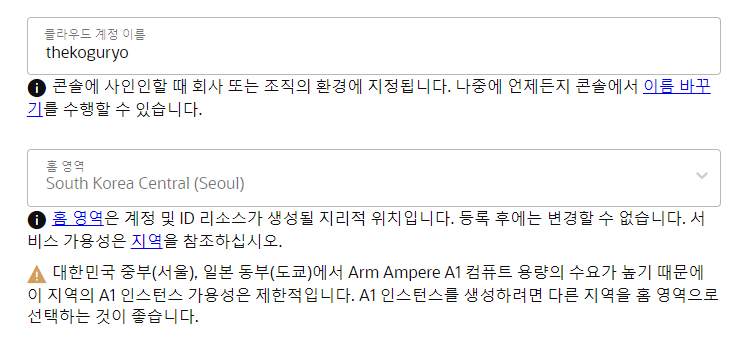 클라우드 계정 이름
thekoguryo
콘솔에 사인인할 때 회사 또는 조직의 환경에 지정됩니다. 나중에 언제든지 콘솔에서 이름 바꾸
기를 수행할 수 있습니다.
홈 영역
South Korea Central (Seoul)
홈 영역은 계정 및 ID 리소스가 생성될 지리적 위치입니다. 등록 후에는 변경할 수 없습니다. 서
비스 가용성은 지역을 참조하십시오.
대한민국 중부(서울), 일본 동부(도쿄)에서 Arm Ampere A1 컴퓨트 용량의 수요가 높기 때문에
이 지역의 A1 인스턴스 가용성은 제한적입니다. A1 인스턴스를 생성하려면 다른 지역을 홈 영역으로
선택하는 것이 좋습니다.